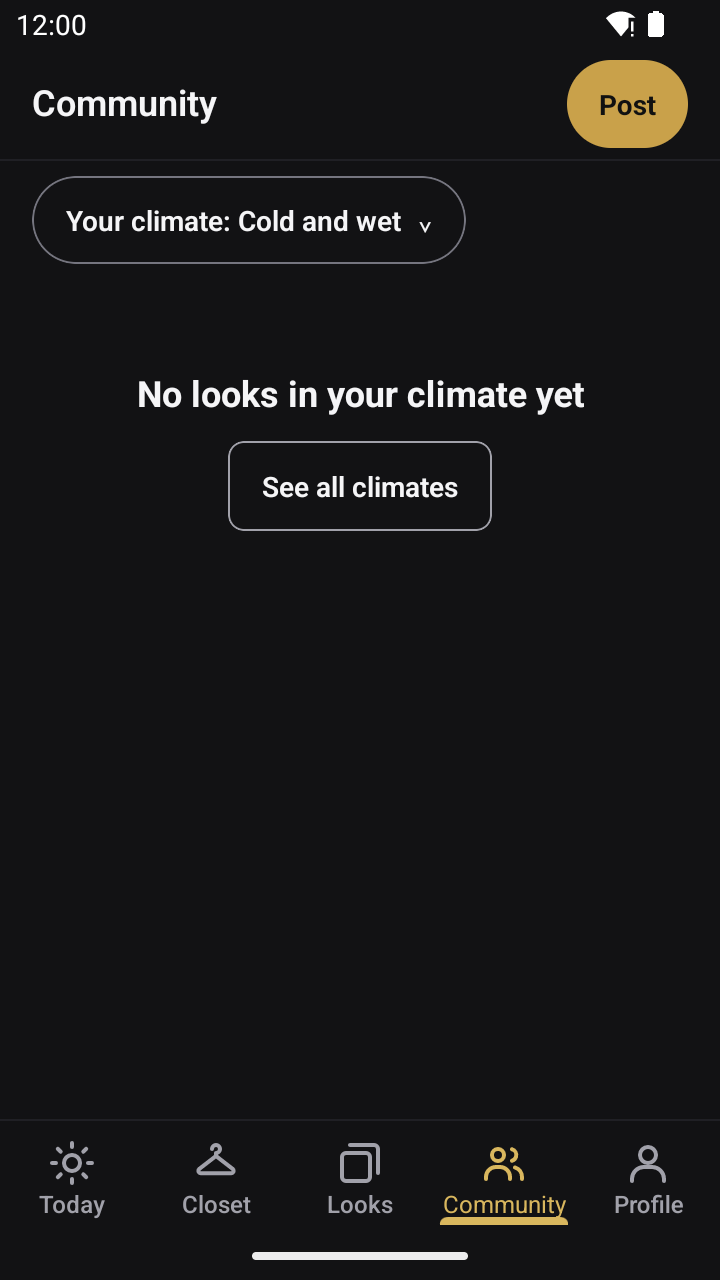 12:00
Community
Post
Your climate: Cold and wet
No looks in your climate yet
See all climates
Today
Closet
Looks
Community
Profile